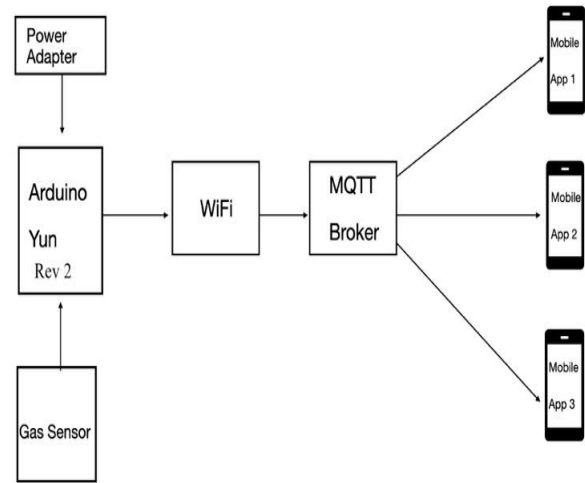 Power
Adapter
Arduino
Yun
Rev 2
Gas Sensor
WiFi
MQTT
Broker
Mobile
App 1
Mobile
App 2
Mobile
App 3